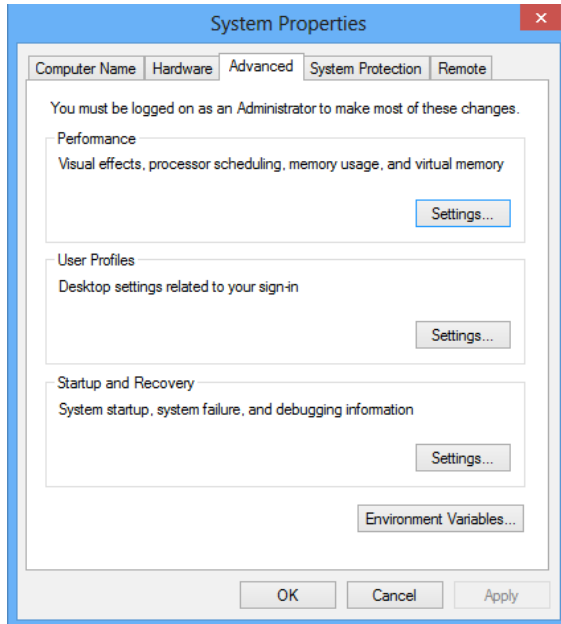 System Properties
Computer Name Hardware Advanced System Protection Remote
You must be logged on as an Administrator to make most of these changes.
Performance
Visual effects, processor scheduling, memory usage, and virtual memory
Settings...
User Profiles
Desktop settings related to your sign-in
Settings...
Startup and Recovery
System startup, system failure, and debugging information
Settings...
Environment Variables...
OK Cancel Apply